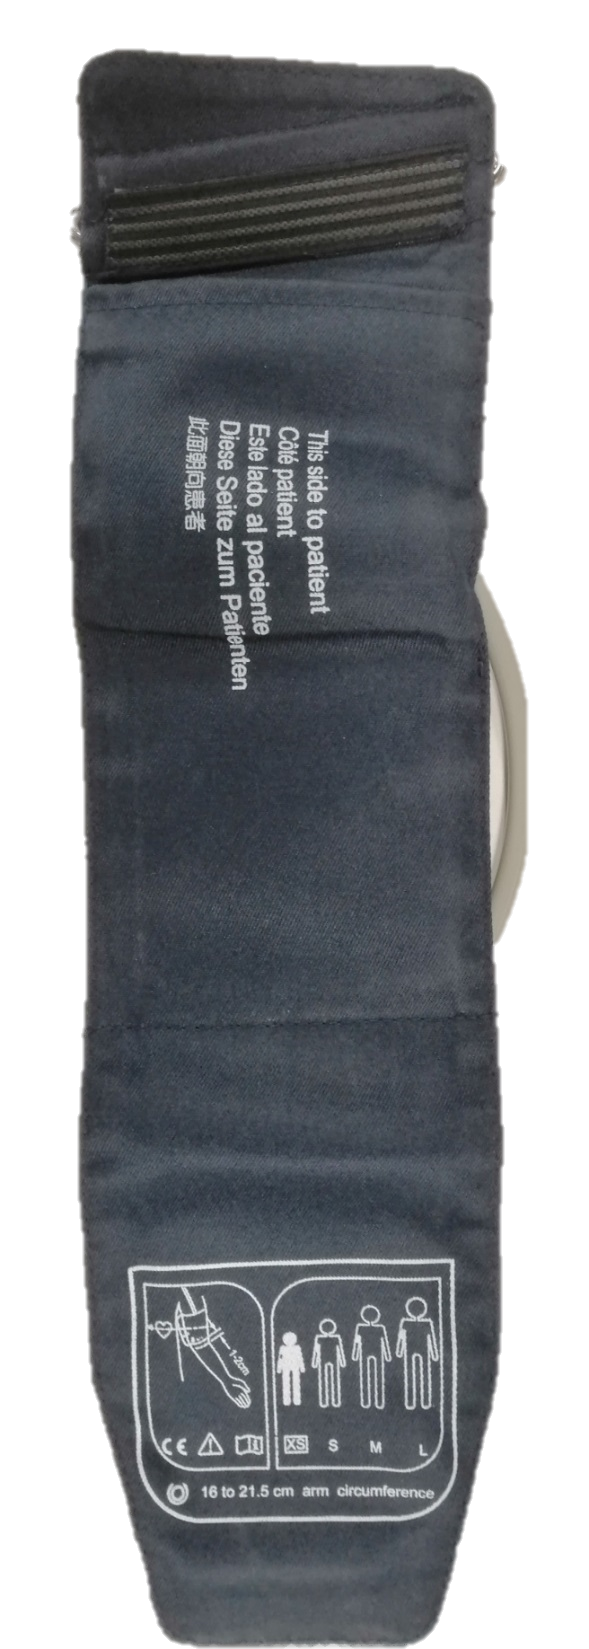 This side to patient
Côté patient
Este lado al paciente
Diese Seite zum Patienten
此面朝向患者
1-2cm
CE
XS S M L
16 to 21.5 cm arm circumference